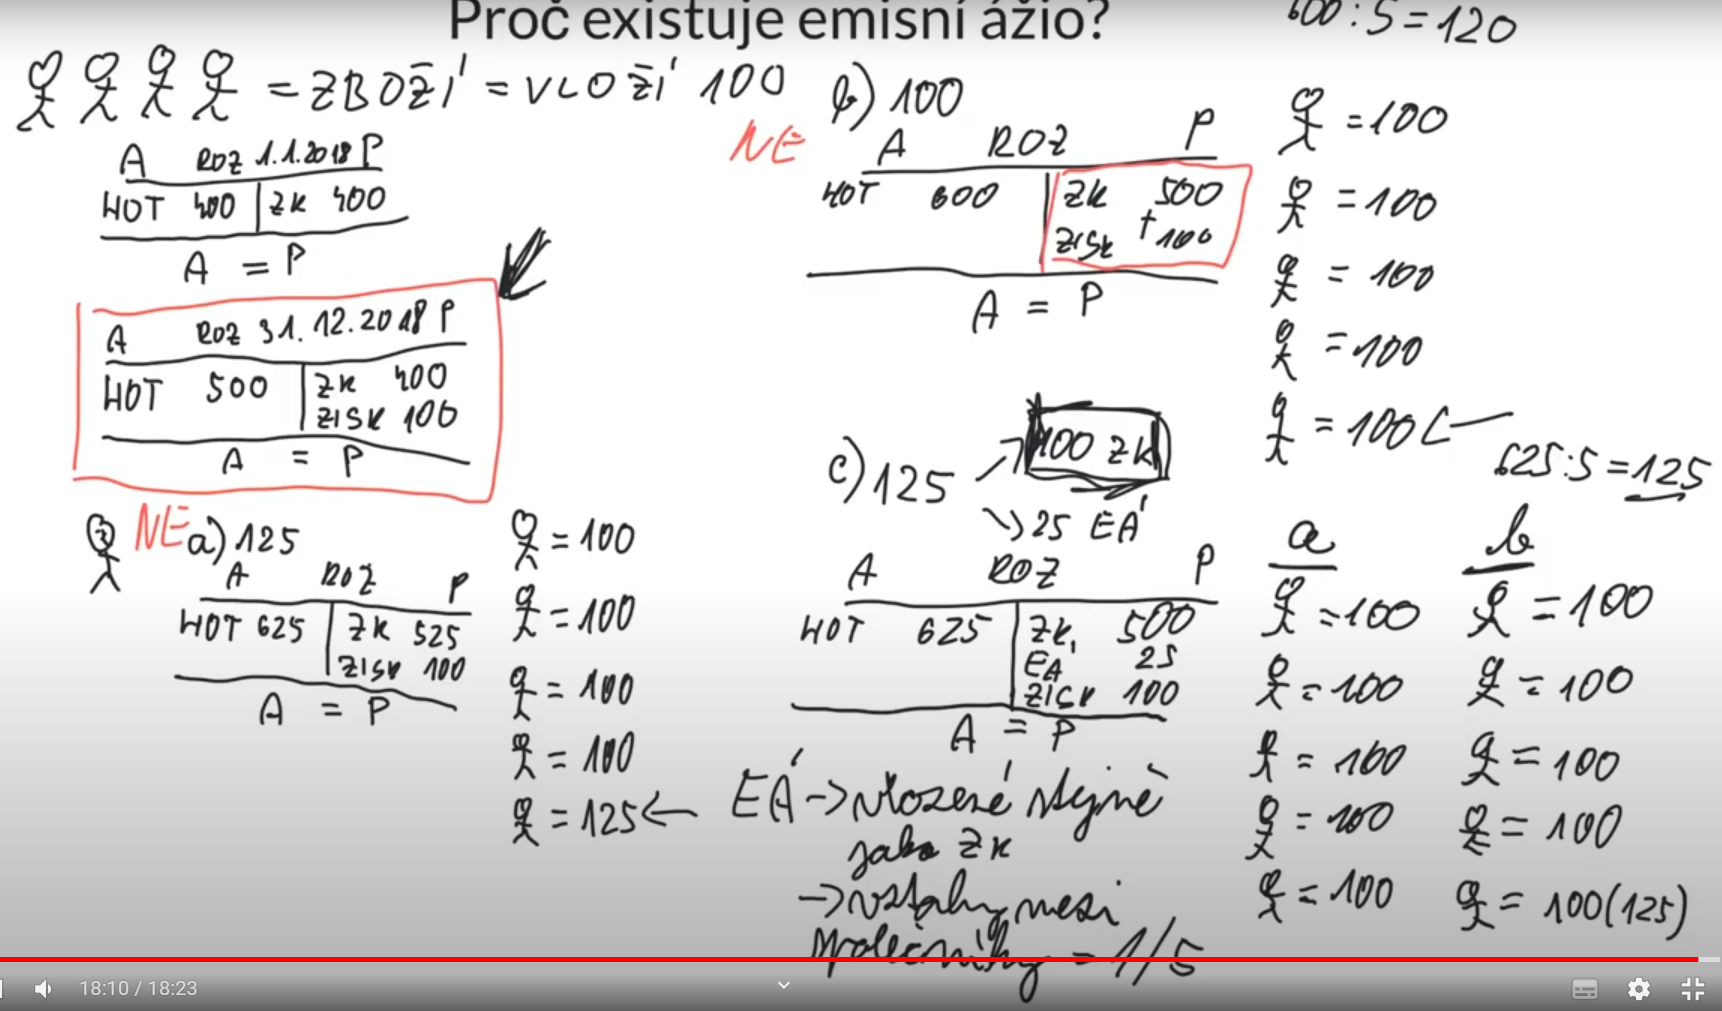 Proč existuje emisní ážio?
600:5=120
= ZBOŽÍ = VLOŽÍ 100
A ROZ 1.1.2018 P
HOT 400 ZK 400
A = P
A ROZ 31.12.2018 P
HOT 500 ZK 400
ZISK 100
A = P
NE a) 125
A ROZ P
HOT 625 ZK 525
ZISK 100
A = P
= 100
= 100
= 100
= 100
= 125 ←
b) 100
NE
A ROZ P
HOT 600 ZK 500
ZISK + 100
A = P
= 100
= 100
= 100
= 100
= 100 ←
625:5=125
c) 125
100 ZK
25 EÁ
A ROZ P
HOT 625 ZK 500
EA 25
ZISK 100
A = P
EÁ → vložené stejně
jako ZK
→ vztahy mezi
společníky = 1/5
a
= 100
= 100
= 100
= 100
= 100
b
= 100
= 100
= 100
= 100
= 100 (125)
18:10 / 18:23